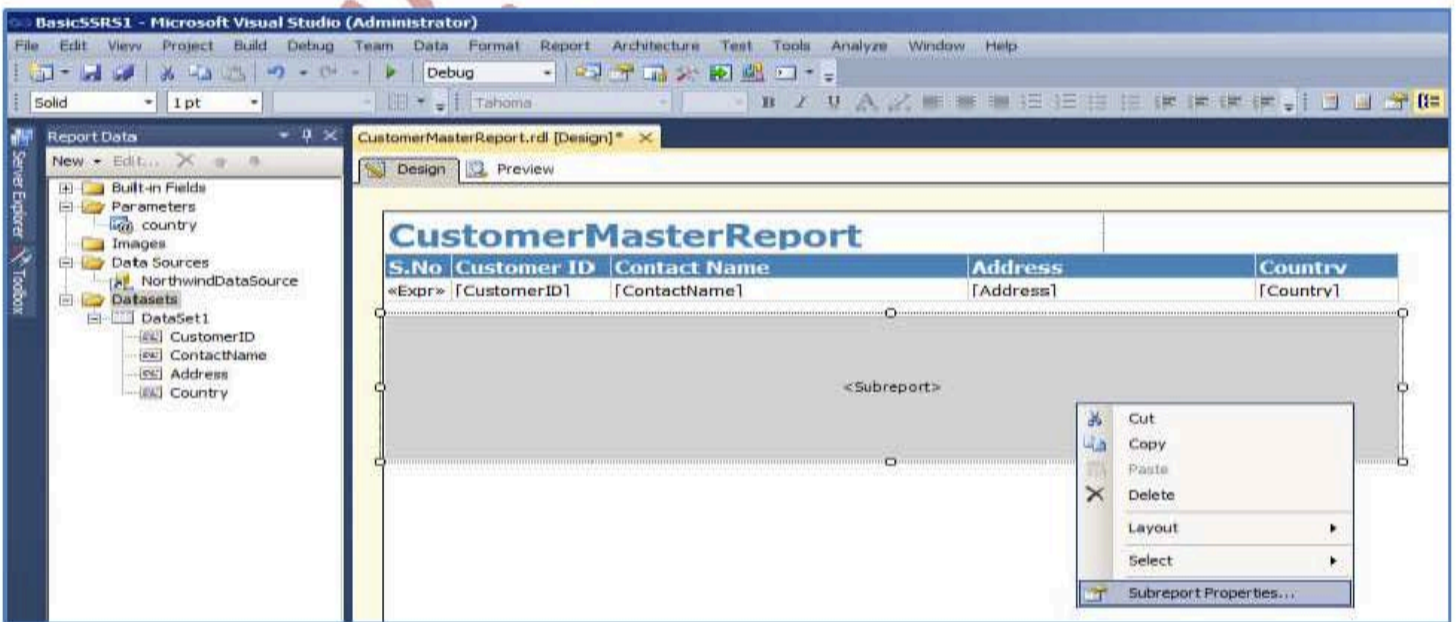 BasicSSRS1 - Microsoft Visual Studio (Administrator)
File Edit View Project Build Debug Team Data Format Report Architecture Test Tools Analyze Window Help
Debug
Solid 1 pt Tahoma B I U A
Server Explorer
Toolbox
Report Data
New Edit...
Built-in Fields
Parameters
country
Images
Data Sources
NorthwindDataSource
Datasets
DataSet1
CustomerID
ContactName
Address
Country
CustomerMasterReport.rdl [Design]*
Design Preview
CustomerMasterReport
S.No Customer ID Contact Name Address Country
«Expr» [CustomerID] [ContactName] [Address] [Country]
<Subreport>
Cut
Copy
Paste
Delete
Layout
Select
Subreport Properties...